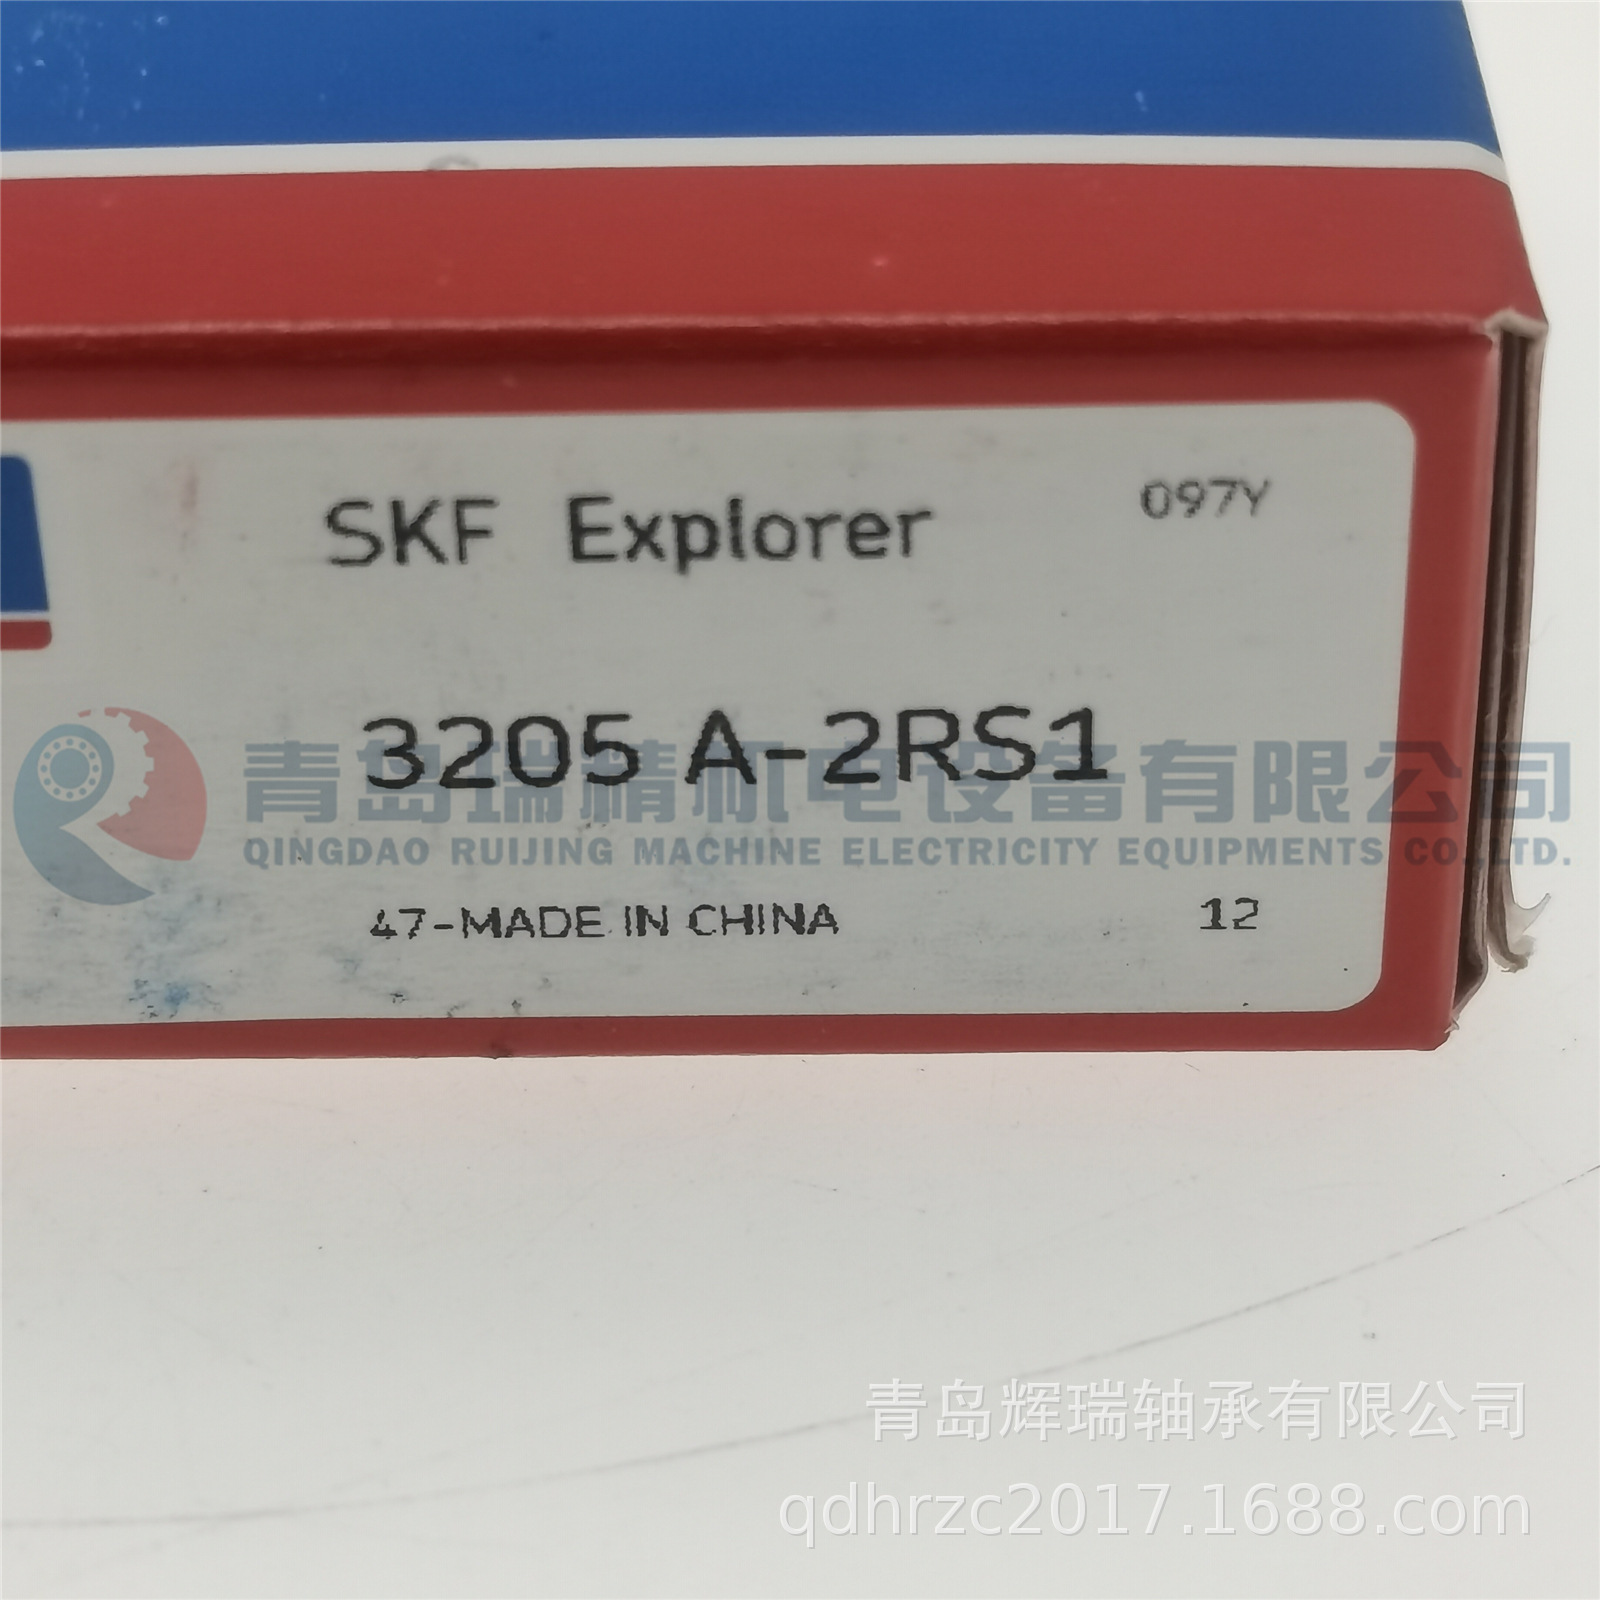 SKF Explorer
097Y
3205 A-2RS1
青岛瑞精机电设备有限公司
QINGDAO RUIJING MACHINE ELECTRICITY EQUIPMENTS CO.,LTD.
47-MADE IN CHINA
12
青岛辉瑞轴承有限公司
qdhrzc2017.1688.com